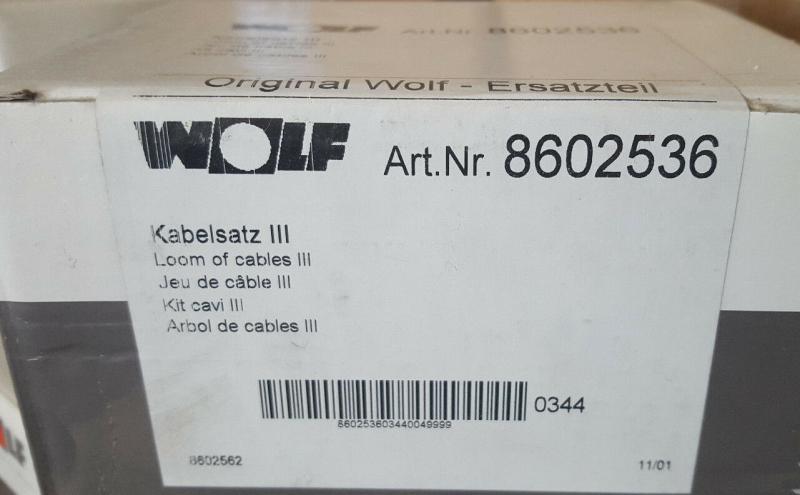 Art.Nr. 8602536
Original Wolf - Ersatzteil
WOLF
Art.Nr. 8602536
Kabelsatz III
Loom of cables III
Jeu de câble III
Kit cavi III
Arbol de cables III
0344
860253603440049999
8602562
11/01